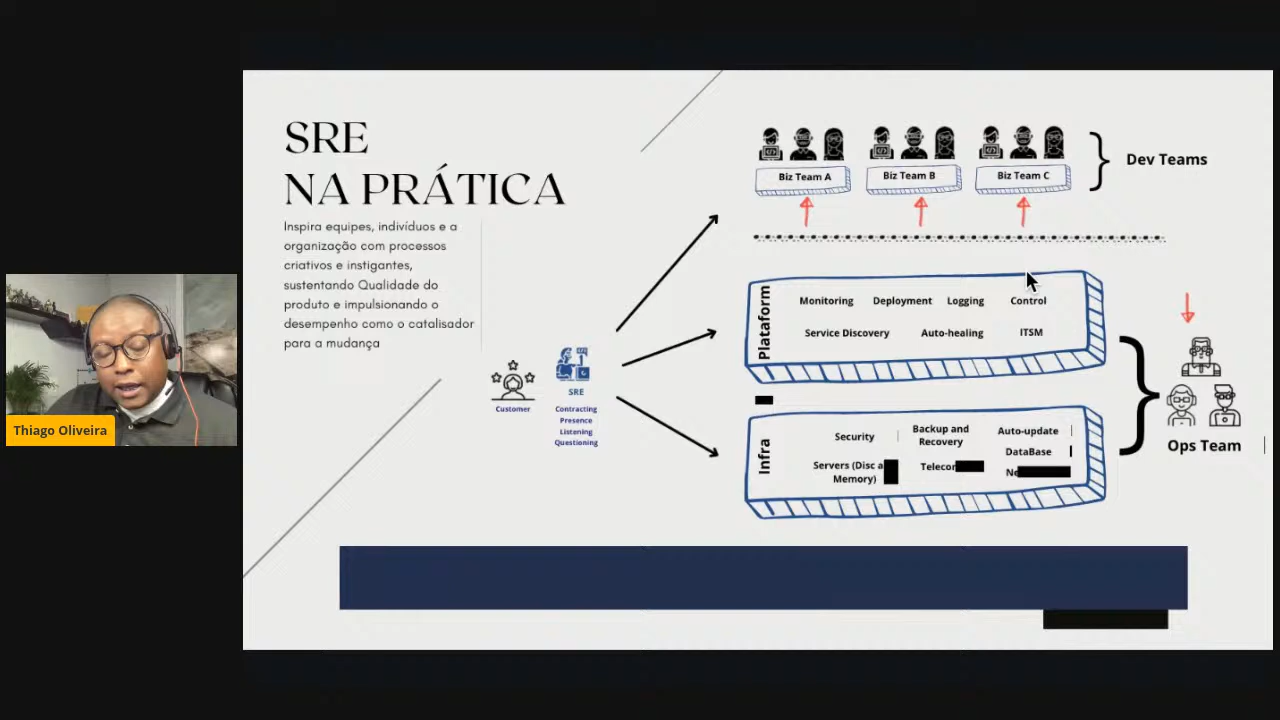 SRE
NA PRÁTICA
Inspira equipes, indivíduos e a
organização com processos
criativos e instigantes,
sustentando Qualidade do
produto e impulsionando o
desempenho como o catalisador
para a mudança
Customer
SRE
Contracting
Presence
Listening
Questioning
Biz Team A
Biz Team B
Biz Team C
Dev Teams
Plataform
Monitoring
Deployment
Logging
Control
Service Discovery
Auto-healing
ITSM
Infra
Security
Backup and
Recovery
Auto-update
DataBase
Servers (Disc
Memory)
Ops Team
Thiago Oliveira